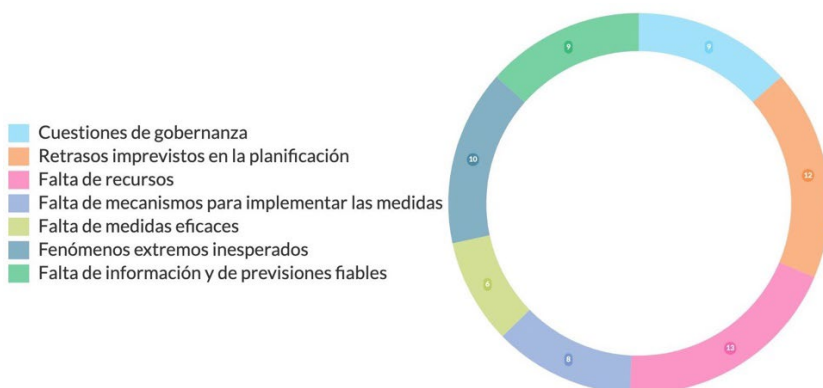 Cuestiones de gobernanza
Retrasos imprevistos en la planificación
Falta de recursos
Falta de mecanismos para implementar las medidas
Falta de medidas eficaces
Fenómenos extremos inesperados
Falta de información y de previsiones fiables
9
9
10
12
6
8
13